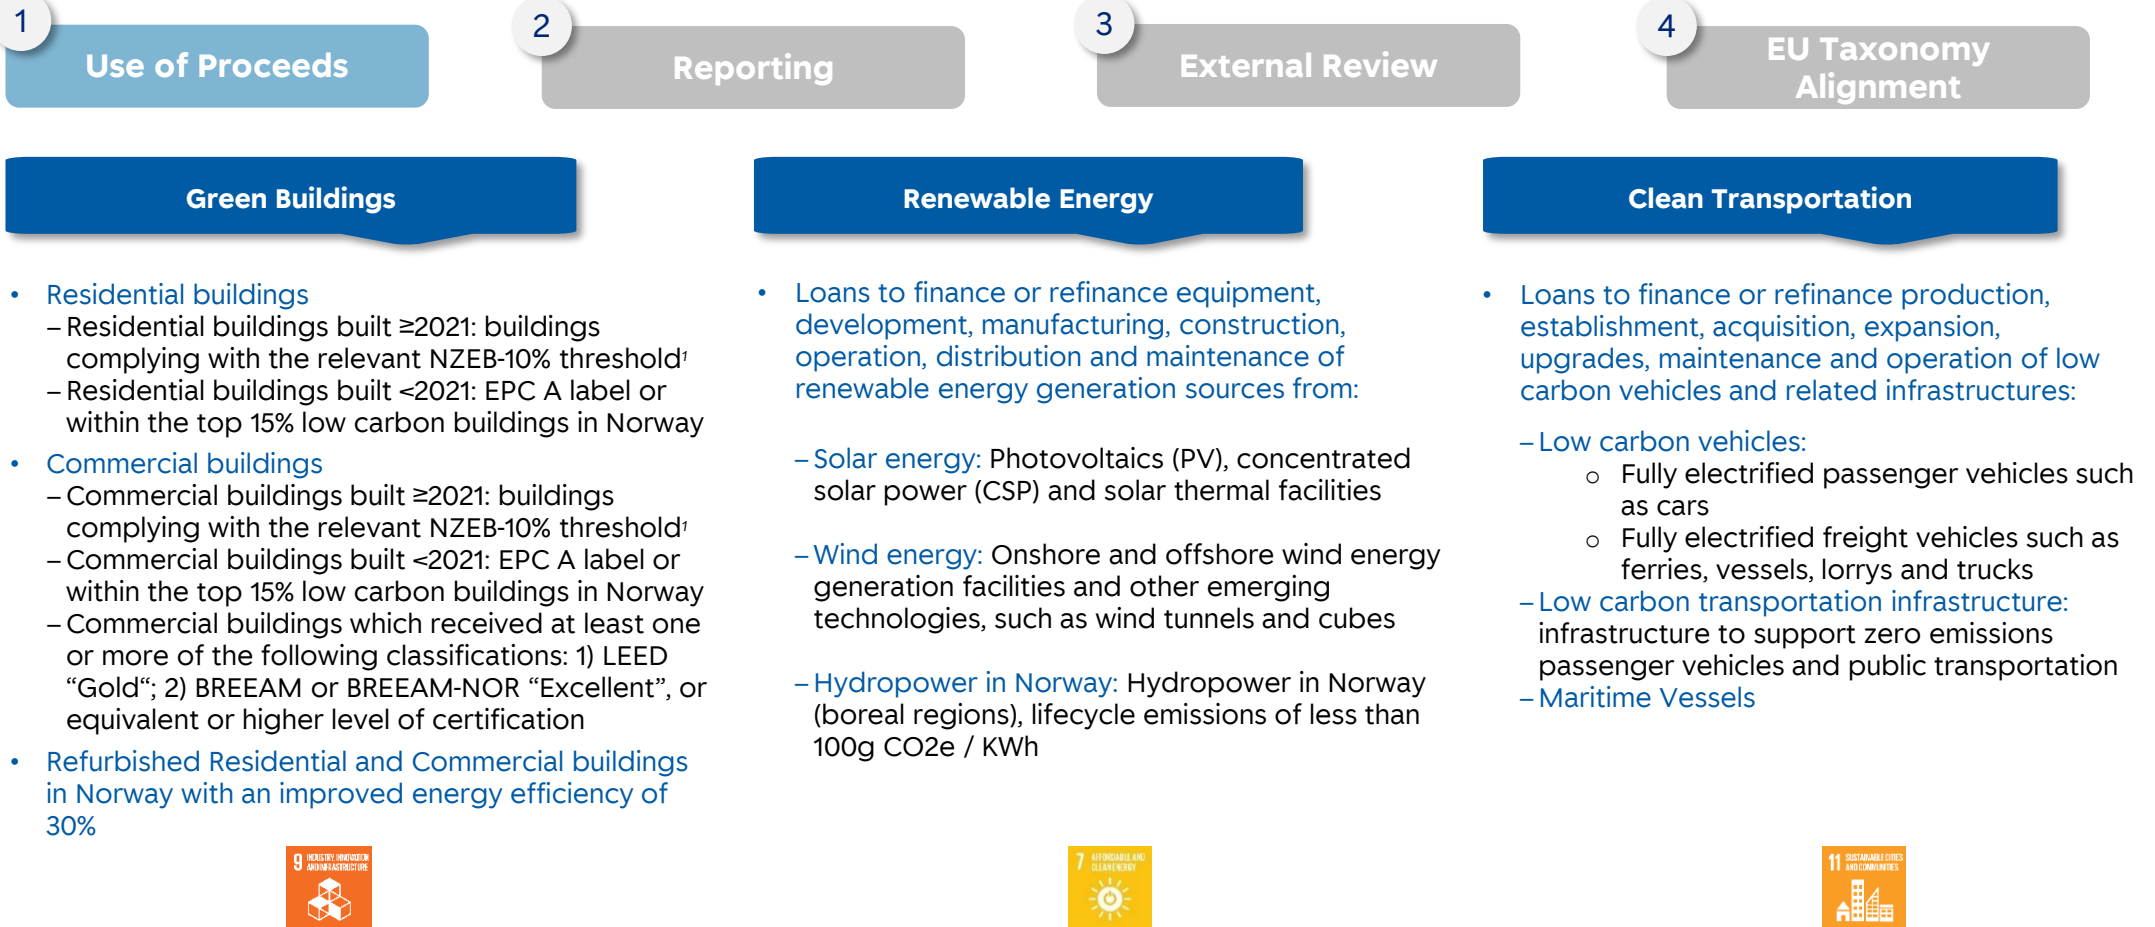 1
Use of Proceeds
2
Reporting
3
External Review
4
EU Taxonomy
Alignment
Green Buildings
• Residential buildings
– Residential buildings built ≥2021: buildings
complying with the relevant NZEB-10% threshold¹
– Residential buildings built <2021: EPC A label or
within the top 15% low carbon buildings in Norway
• Commercial buildings
– Commercial buildings built ≥2021: buildings
complying with the relevant NZEB-10% threshold¹
– Commercial buildings built <2021: EPC A label or
within the top 15% low carbon buildings in Norway
– Commercial buildings which received at least one
or more of the following classifications: 1) LEED
“Gold“; 2) BREEAM or BREEAM-NOR “Excellent”, or
equivalent or higher level of certification
• Refurbished Residential and Commercial buildings
in Norway with an improved energy efficiency of
30%
9 INDUSTRY, INNOVATION
AND INFRASTRUCTURE
Renewable Energy
• Loans to finance or refinance equipment,
development, manufacturing, construction,
operation, distribution and maintenance of
renewable energy generation sources from:
– Solar energy: Photovoltaics (PV), concentrated
solar power (CSP) and solar thermal facilities
– Wind energy: Onshore and offshore wind energy
generation facilities and other emerging
technologies, such as wind tunnels and cubes
– Hydropower in Norway: Hydropower in Norway
(boreal regions), lifecycle emissions of less than
100g CO2e / KWh
7 AFFORDABLE AND
CLEAN ENERGY
Clean Transportation
• Loans to finance or refinance production,
establishment, acquisition, expansion,
upgrades, maintenance and operation of low
carbon vehicles and related infrastructures:
– Low carbon vehicles:
o Fully electrified passenger vehicles such
as cars
o Fully electrified freight vehicles such as
ferries, vessels, lorrys and trucks
– Low carbon transportation infrastructure:
infrastructure to support zero emissions
passenger vehicles and public transportation
– Maritime Vessels
11 SUSTAINABLE CITIES
AND COMMUNITIES